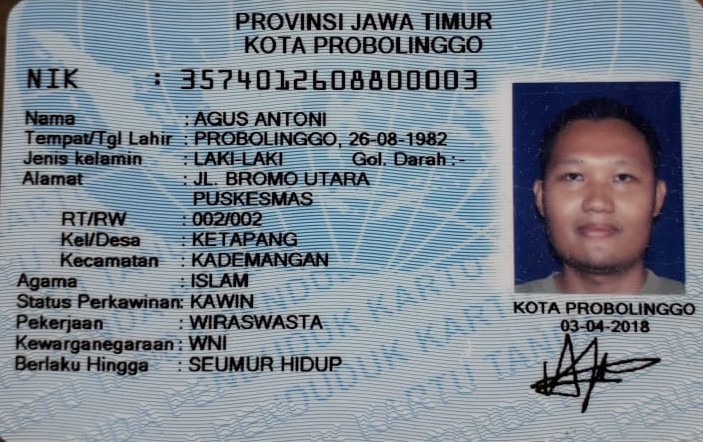 PROVINSI JAWA TIMUR
KOTA PROBOLINGGO
NIK : 3574012608800003
Nama : AGUS ANTONI
Tempat/Tgl Lahir : PROBOLINGGO, 26-08-1982
Jenis kelamin : LAKI-LAKI Gol. Darah :-
Alamat : JL. BROMO UTARA
PUSKESMAS
RT/RW : 002/002
Kel/Desa : KETAPANG
Kecamatan : KADEMANGAN
Agama : ISLAM
Status Perkawinan: KAWIN
Pekerjaan : WIRASWASTA
Kewarganegaraan: WNI
Berlaku Hingga : SEUMUR HIDUP
KOTA PROBOLINGGO
03-04-2018